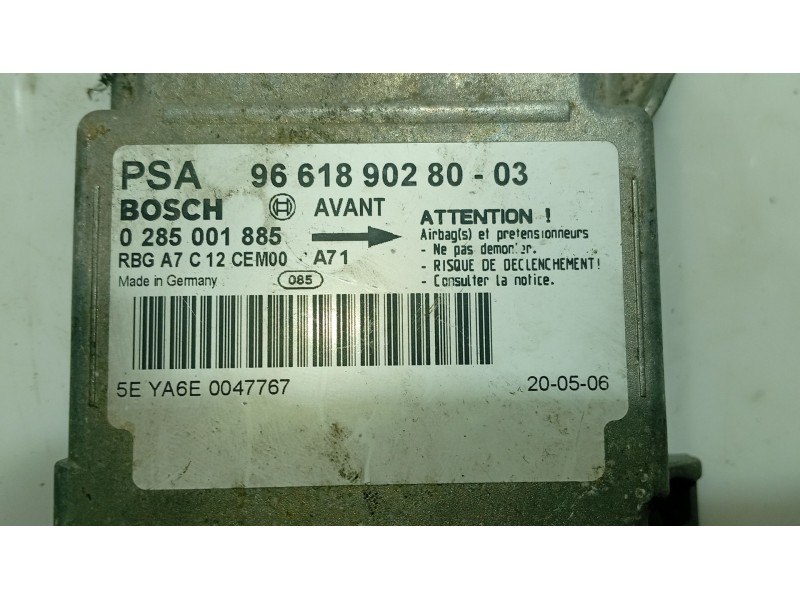 PSA 96 618 902 80 - 03
BOSCH AVANT
0 285 001 885
RBG A7 C 12 CEM00 A71
Made in Germany 085
ATTENTION !
Airbag(s) et pretensionneurs
- Ne pas demonter.
- RISQUE DE DECLENCHEMENT!
- Consulter la notice.
5E YA6E 0047767 20-05-06